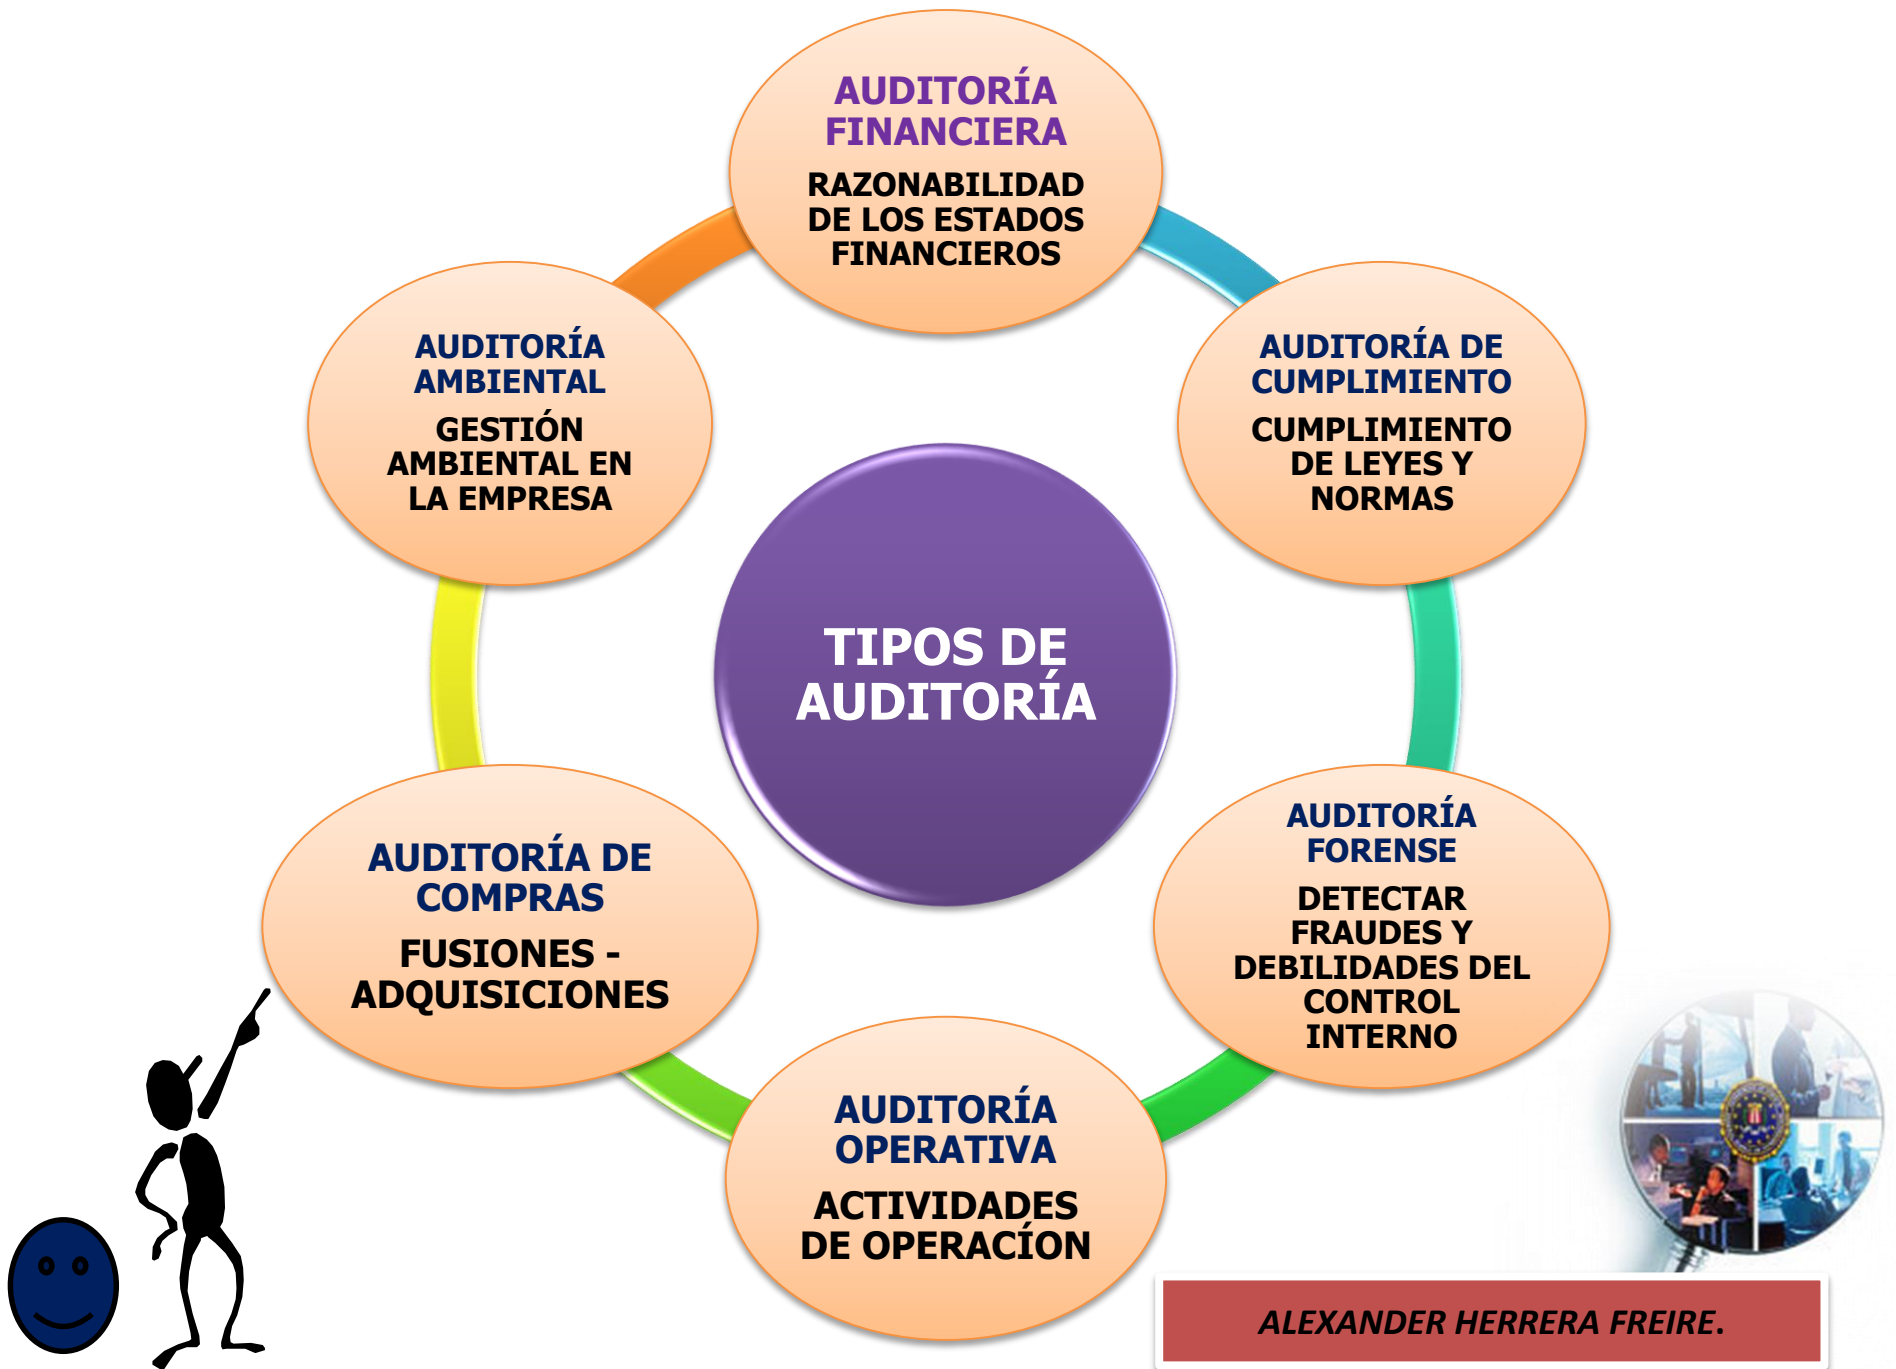 AUDITORÍA
FINANCIERA
RAZONABILIDAD
DE LOS ESTADOS
FINANCIEROS
AUDITORÍA DE
CUMPLIMIENTO
CUMPLIMIENTO
DE LEYES Y
NORMAS
AUDITORÍA
FORENSE
DETECTAR
FRAUDES Y
DEBILIDADES DEL
CONTROL
INTERNO
AUDITORÍA
OPERATIVA
ACTIVIDADES
DE OPERACÍON
AUDITORÍA DE
COMPRAS
FUSIONES -
ADQUISICIONES
AUDITORÍA
AMBIENTAL
GESTIÓN
AMBIENTAL EN
LA EMPRESA
TIPOS DE
AUDITORÍA
ALEXANDER HERRERA FREIRE.